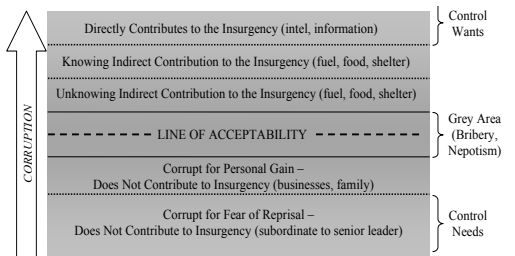 Directly Contributes to the Insurgency (intel, information)
Knowing Indirect Contribution to the Insurgency (fuel, food, shelter)
Unknowing Indirect Contribution to the Insurgency (fuel, food, shelter)
LINE OF ACCEPTABILITY
Corrupt for Personal Gain –
Does Not Contribute to Insurgency (businesses, family)
Corrupt for Fear of Reprisal –
Does Not Contribute to Insurgency (subordinate to senior leader)
CORRUPTION
Control
Wants
Grey Area
(Bribery,
Nepotism)
Control
Needs